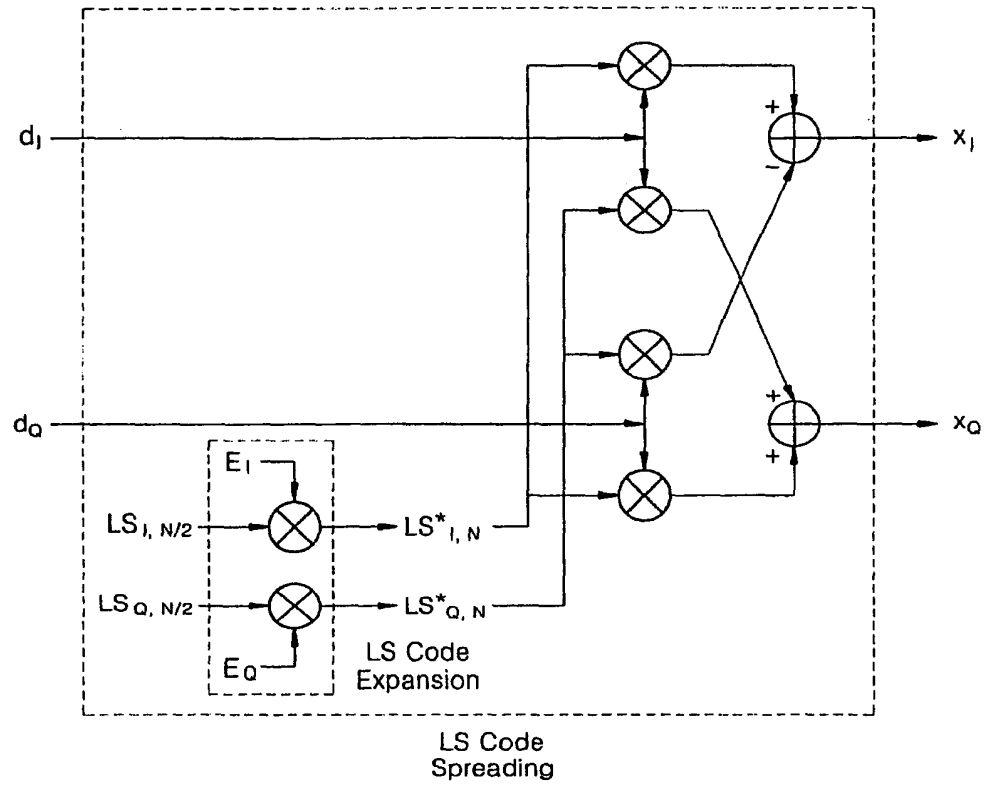 +
d_I
x_I
−
d_Q
+
x_Q
+
E_I
LS_I, N/2
LS*_I, N
LS_Q, N/2
LS*_Q, N
E_Q
LS Code
Expansion
LS Code
Spreading